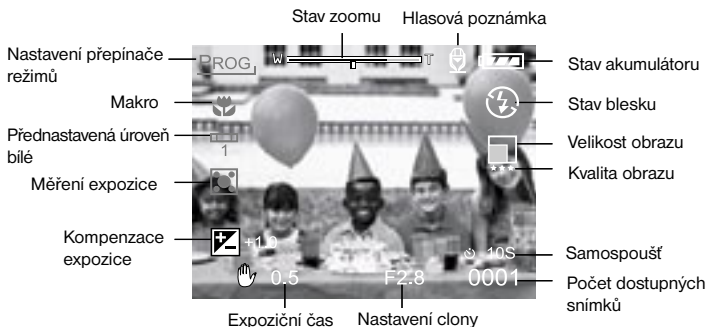 Stav zoomu
Hlasová poznámka
Nastavení přepínače
režimů
PROG.
W
T
Stav akumulátoru
Makro
Stav blesku
Přednastavená úroveň
bílé
1
Velikost obrazu
Kvalita obrazu
Měření expozice
Kompenzace
expozice
+1.0
10S
Samospoušť
0.5
F2.8
0001
Počet dostupných
snímků
Expoziční čas
Nastavení clony